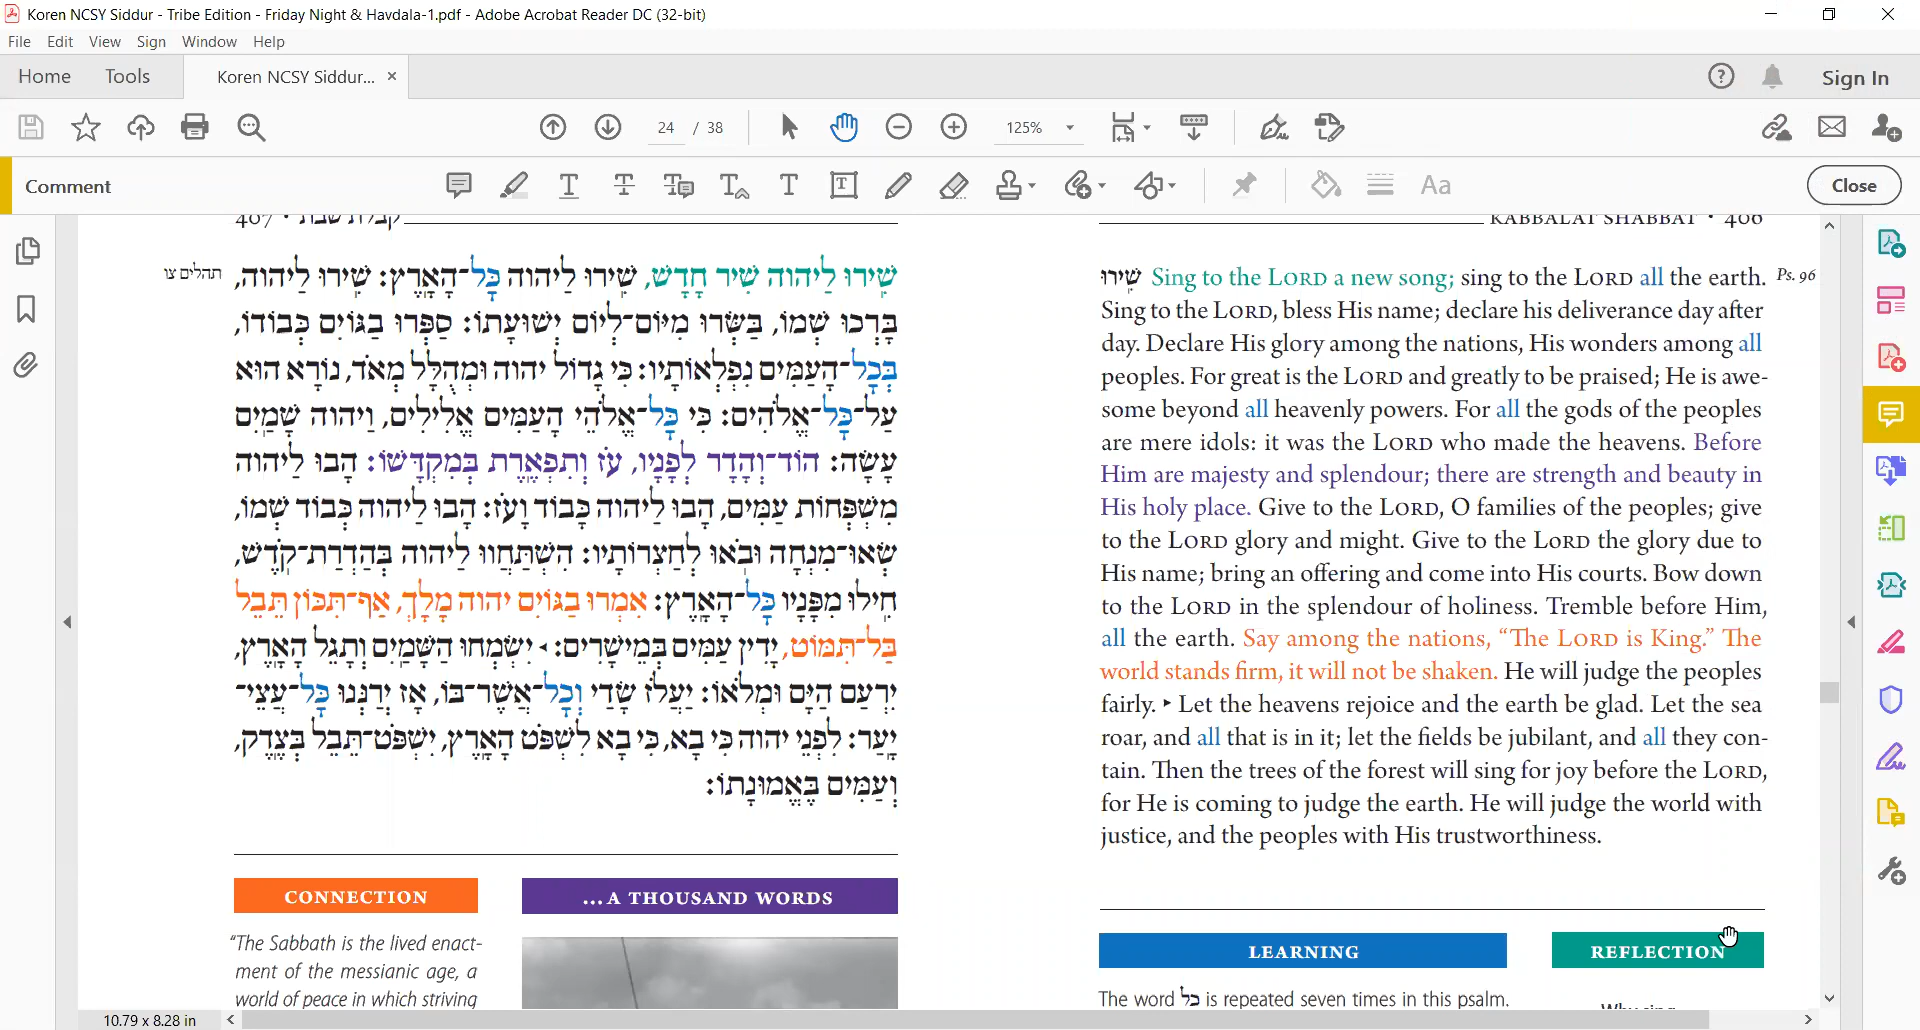 Koren NCSY Siddur - Tribe Edition - Friday Night & Havdala-1.pdf - Adobe Acrobat Reader DC (32-bit)
File Edit View Sign Window Help
Home Tools Koren NCSY Siddur... × Sign In
24 / 38 125%
Comment Close
407 • קבלת שבת
תהלים צו
שִׁירוּ לַיהוה שִׁיר חָדָשׁ, שִׁירוּ לַיהוה כָּל־הָאָרֶץ: שִׁירוּ לַיהוה,
בָּרְכוּ שְׁמוֹ, בַּשְּׂרוּ מִיּוֹם־לְיוֹם יְשׁוּעָתוֹ: סַפְּרוּ בַגּוֹיִם כְּבוֹדוֹ,
בְּכָל־הָעַמִּים נִפְלְאוֹתָיו: כִּי גָדוֹל יהוה וּמְהֻלָּל מְאֹד, נוֹרָא הוּא
עַל־כָּל־אֱלֹהִים: כִּי כָּל־אֱלֹהֵי הָעַמִּים אֱלִילִים, וַיהוה שָׁמַיִם
עָשָׂה: הוֹד־וְהָדָר לְפָנָיו, עֹז וְתִפְאֶרֶת בְּמִקְדָּשׁוֹ: הָבוּ לַיהוה
מִשְׁפְּחוֹת עַמִּים, הָבוּ לַיהוה כָּבוֹד וָעֹז: הָבוּ לַיהוה כְּבוֹד שְׁמוֹ,
שְׂאוּ־מִנְחָה וּבֹאוּ לְחַצְרוֹתָיו: הִשְׁתַּחֲווּ לַיהוה בְּהַדְרַת־קֹדֶשׁ,
חִילוּ מִפָּנָיו כָּל־הָאָרֶץ: אִמְרוּ בַגּוֹיִם יהוה מָלָךְ, אַף־תִּכּוֹן תֵּבֵל
בַּל־תִּמּוֹט, יָדִין עַמִּים בְּמֵישָׁרִים: ◂ יִשְׂמְחוּ הַשָּׁמַיִם וְתָגֵל הָאָרֶץ,
יִרְעַם הַיָּם וּמְלֹאוֹ: יַעֲלֹז שָׂדַי וְכָל־אֲשֶׁר־בּוֹ, אָז יְרַנְּנוּ כָּל־עֲצֵי־
יָעַר: לִפְנֵי יהוה כִּי בָא, כִּי בָא לִשְׁפֹּט הָאָרֶץ, יִשְׁפֹּט־תֵּבֵל בְּצֶדֶק,
וְעַמִּים בֶּאֱמוּנָתוֹ:
CONNECTION
"The Sabbath is the lived enact-
ment of the messianic age, a
world of peace in which striving
...A THOUSAND WORDS
KABBALAT SHABBAT • 406
שִׁירוּ Sing to the LORD a new song; sing to the LORD all the earth. Ps. 96
Sing to the LORD, bless His name; declare his deliverance day after
day. Declare His glory among the nations, His wonders among all
peoples. For great is the LORD and greatly to be praised; He is awe-
some beyond all heavenly powers. For all the gods of the peoples
are mere idols: it was the LORD who made the heavens. Before
Him are majesty and splendour; there are strength and beauty in
His holy place. Give to the LORD, O families of the peoples; give
to the LORD glory and might. Give to the LORD the glory due to
His name; bring an offering and come into His courts. Bow down
to the LORD in the splendour of holiness. Tremble before Him,
all the earth. Say among the nations, "The LORD is King." The
world stands firm, it will not be shaken. He will judge the peoples
fairly. ▸ Let the heavens rejoice and the earth be glad. Let the sea
roar, and all that is in it; let the fields be jubilant, and all they con-
tain. Then the trees of the forest will sing for joy before the LORD,
for He is coming to judge the earth. He will judge the world with
justice, and the peoples with His trustworthiness.
LEARNING
The word כל is repeated seven times in this psalm.
REFLECTION
Why sing
10.79 x 8.28 in